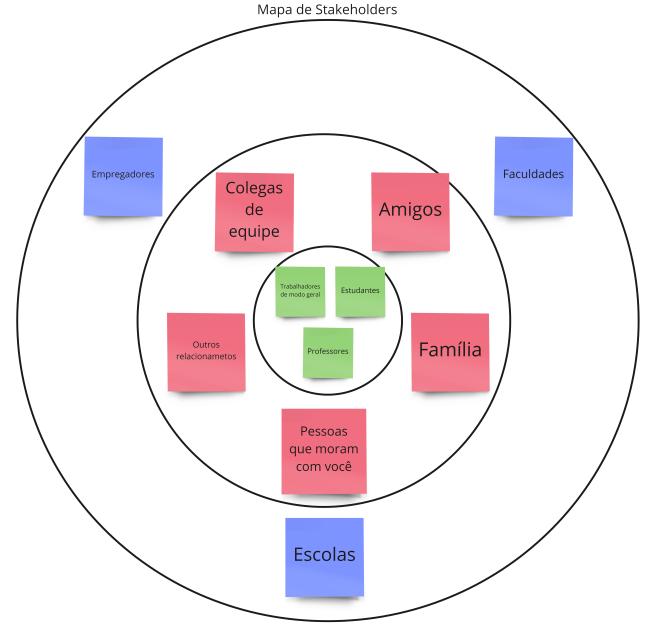 Mapa de Stakeholders
Empregadores
Faculdades
Colegas
de
equipe
Amigos
Trabalhadores
de modo geral
Estudantes
Professores
Outros
relacionametos
Família
Pessoas
que moram
com você
Escolas